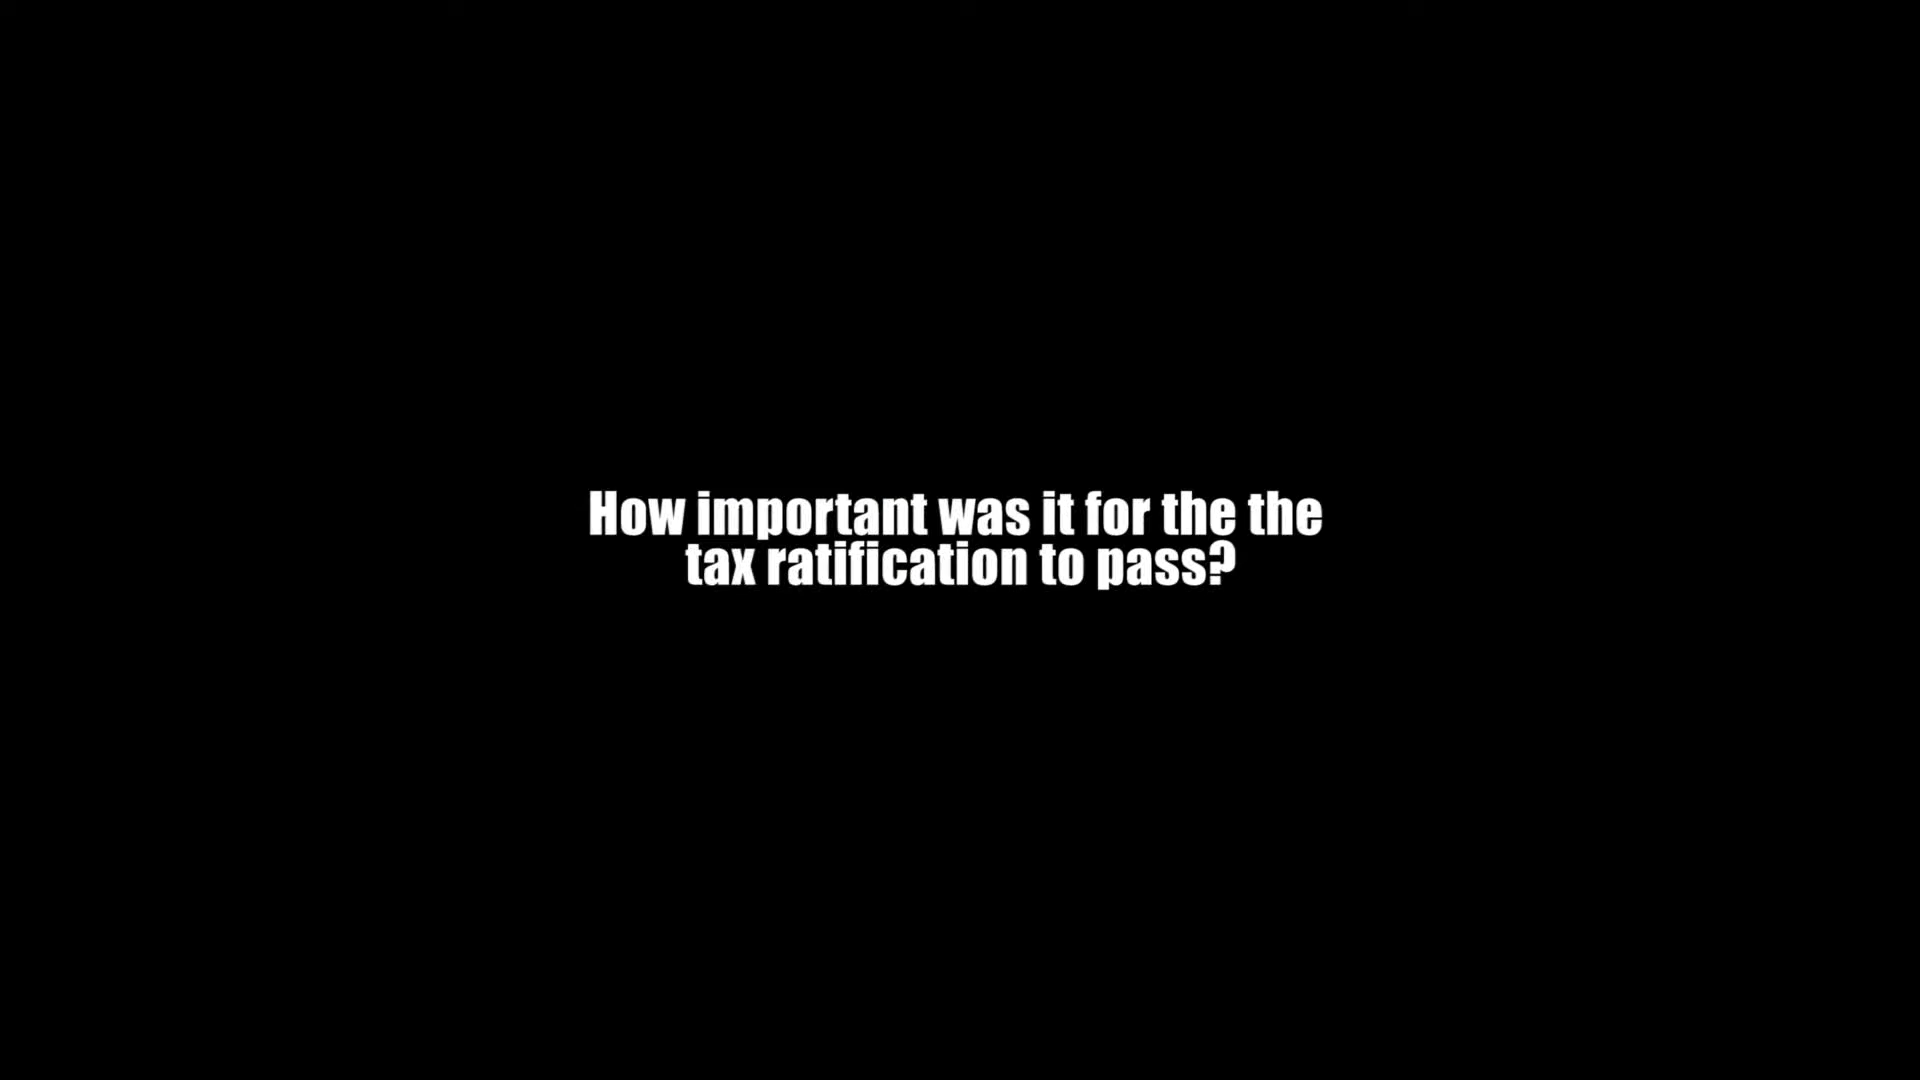 How important was it for the the
tax ratification to pass?